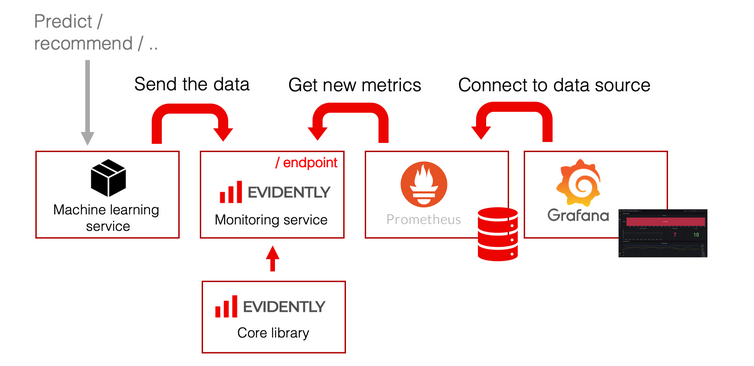 Predict /
recommend / ..
Send the data
Get new metrics
Connect to data source
/ endpoint
Machine learning
service
EVIDENTLY
Monitoring service
Prometheus
Grafana
EVIDENTLY
Core library